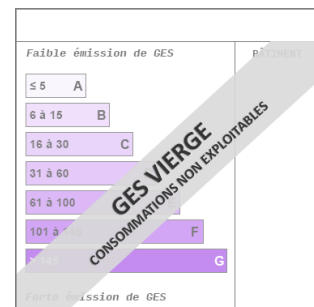 Faible émission de GES
BÂTIMENT
≤ 5 A
6 à 15 B
16 à 30 C
31 à 60
61 à 100
101 à F
G
GES VIERGE
CONSOMMATIONS NON EXPLOITABLES
Forte émission de GES